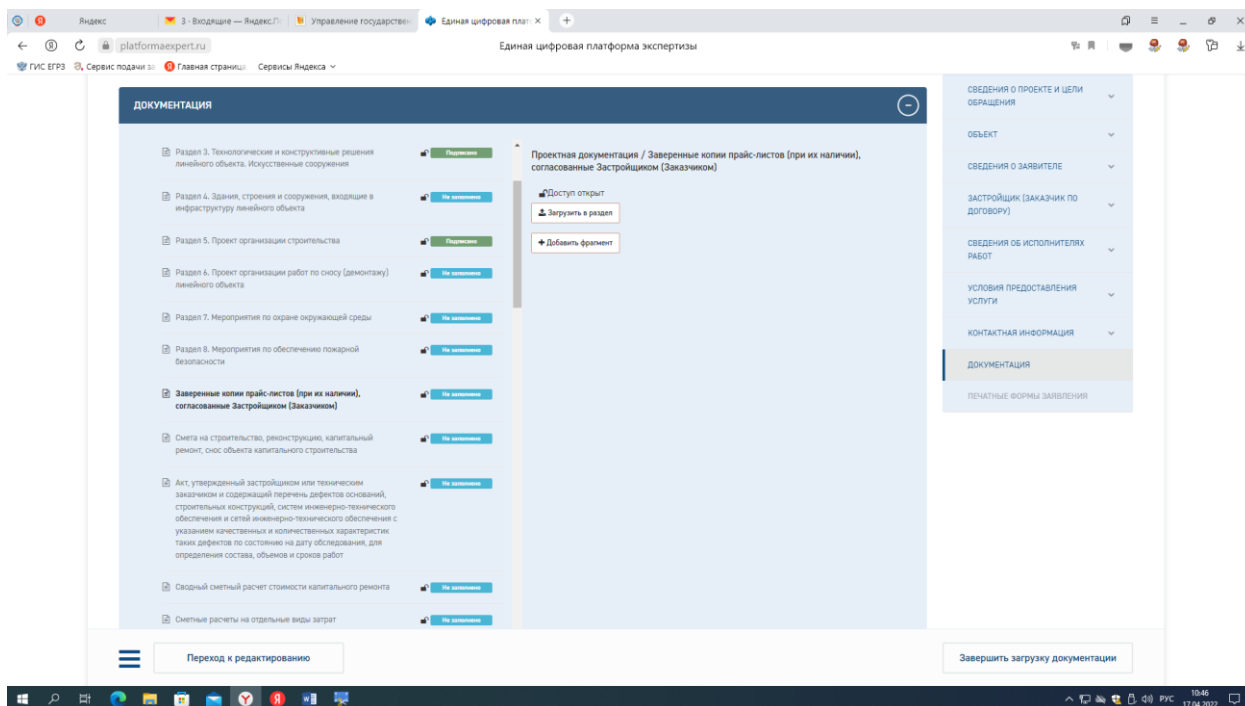 Яндекс
3 · Входящие — Яндекс.П
Управление государствен
Единая цифровая плат
platformaexpert.ru
Единая цифровая платформа экспертизы
ГИС ЕГРЗ
Сервис подачи за
Главная страница
Сервисы Яндекса
ДОКУМЕНТАЦИЯ
Раздел 3. Технологические и конструктивные решения
линейного объекта. Искусственные сооружения
Подписано
Раздел 4. Здания, строения и сооружения, входящие в
инфраструктуру линейного объекта
Не заполнено
Раздел 5. Проект организации строительства
Подписано
Раздел 6. Проект организации работ по сносу (демонтажу)
линейного объекта
Не заполнено
Раздел 7. Мероприятия по охране окружающей среды
Не заполнено
Раздел 8. Мероприятия по обеспечению пожарной
безопасности
Не заполнено
Заверенные копии прайс-листов (при их наличии),
согласованные Застройщиком (Заказчиком)
Не заполнено
Смета на строительство, реконструкцию, капитальный
ремонт, снос объекта капитального строительства
Не заполнено
Акт, утвержденный застройщиком или техническим
заказчиком и содержащий перечень дефектов оснований,
строительных конструкций, систем инженерно-технического
обеспечения и сетей инженерно-технического обеспечения с
указанием качественных и количественных характеристик
таких дефектов по состоянию на дату обследования, для
определения состава, объемов и сроков работ
Не заполнено
Сводный сметный расчет стоимости капитального ремонта
Не заполнено
Сметные расчеты на отдельные виды затрат
Не заполнено
Проектная документация / Заверенные копии прайс-листов (при их наличии),
согласованные Застройщиком (Заказчиком)
Доступ открыт
Загрузить в раздел
Добавить фрагмент
СВЕДЕНИЯ О ПРОЕКТЕ И ЦЕЛИ
ОБРАЩЕНИЯ
ОБЪЕКТ
СВЕДЕНИЯ О ЗАЯВИТЕЛЕ
ЗАСТРОЙЩИК (ЗАКАЗЧИК ПО
ДОГОВОРУ)
СВЕДЕНИЯ ОБ ИСПОЛНИТЕЛЯХ
РАБОТ
УСЛОВИЯ ПРЕДОСТАВЛЕНИЯ
УСЛУГИ
КОНТАКТНАЯ ИНФОРМАЦИЯ
ДОКУМЕНТАЦИЯ
ПЕЧАТНЫЕ ФОРМЫ ЗАЯВЛЕНИЯ
Переход к редактированию
Завершить загрузку документации
РУС
10:46
17.04.2022